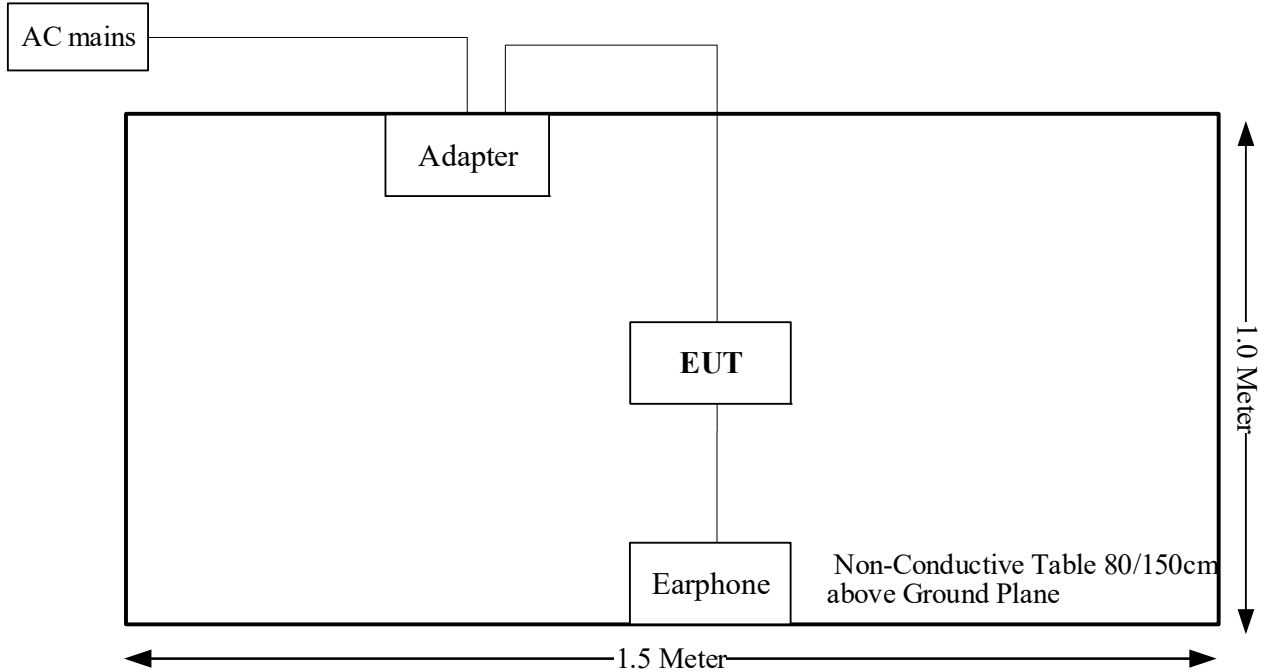 AC mains
Adapter
EUT
1.0 Meter
Earphone
Non-Conductive Table 80/150cm
above Ground Plane
1.5 Meter